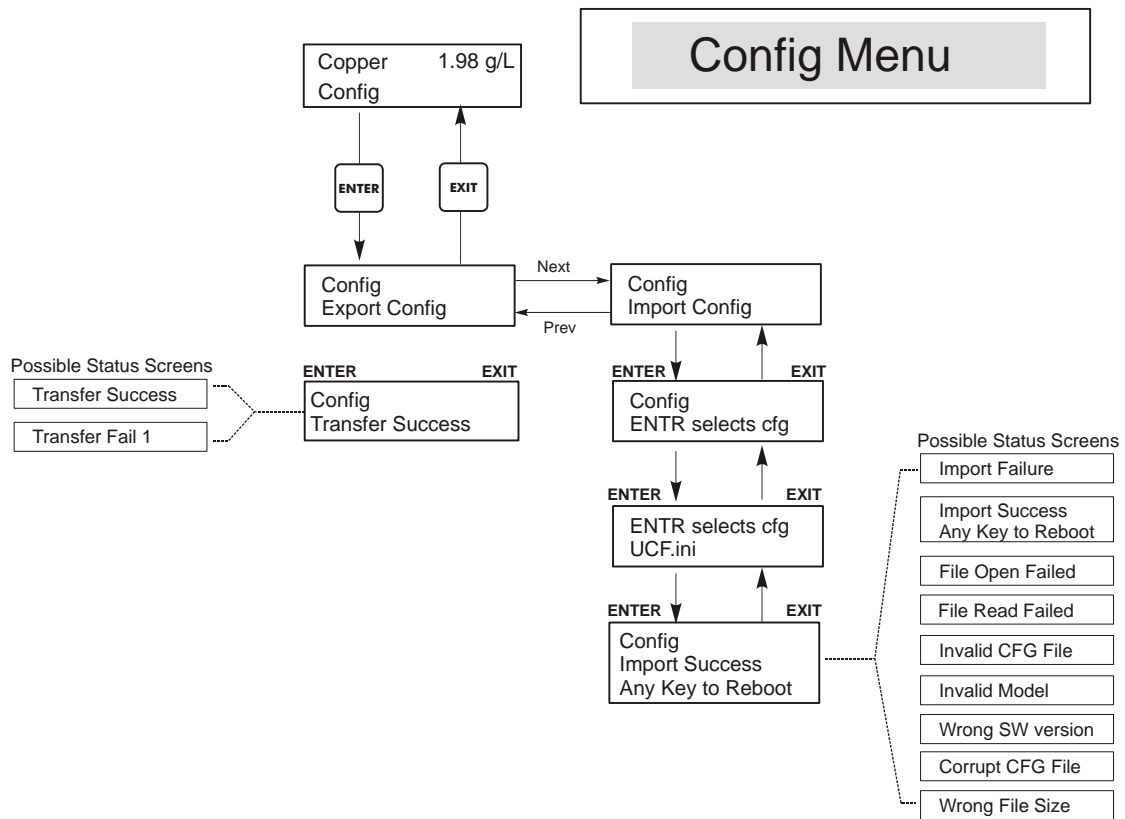 Config Menu
Copper 1.98 g/L
Config
ENTER
EXIT
Config
Export Config
Next
Prev
Config
Import Config
Possible Status Screens
Transfer Success
Transfer Fail 1
ENTER EXIT
Config
Transfer Success
ENTER EXIT
Config
ENTR selects cfg
ENTER EXIT
ENTR selects cfg
UCF.ini
ENTER EXIT
Config
Import Success
Any Key to Reboot
Possible Status Screens
Import Failure
Import Success
Any Key to Reboot
File Open Failed
File Read Failed
Invalid CFG File
Invalid Model
Wrong SW version
Corrupt CFG File
Wrong File Size